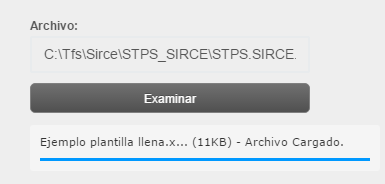 Archivo:
C:\Tfs\Sirce\STPS_SIRCE\STPS.SIRCE.
Examinar
Ejemplo plantilla llena.x... (11KB) - Archivo Cargado.